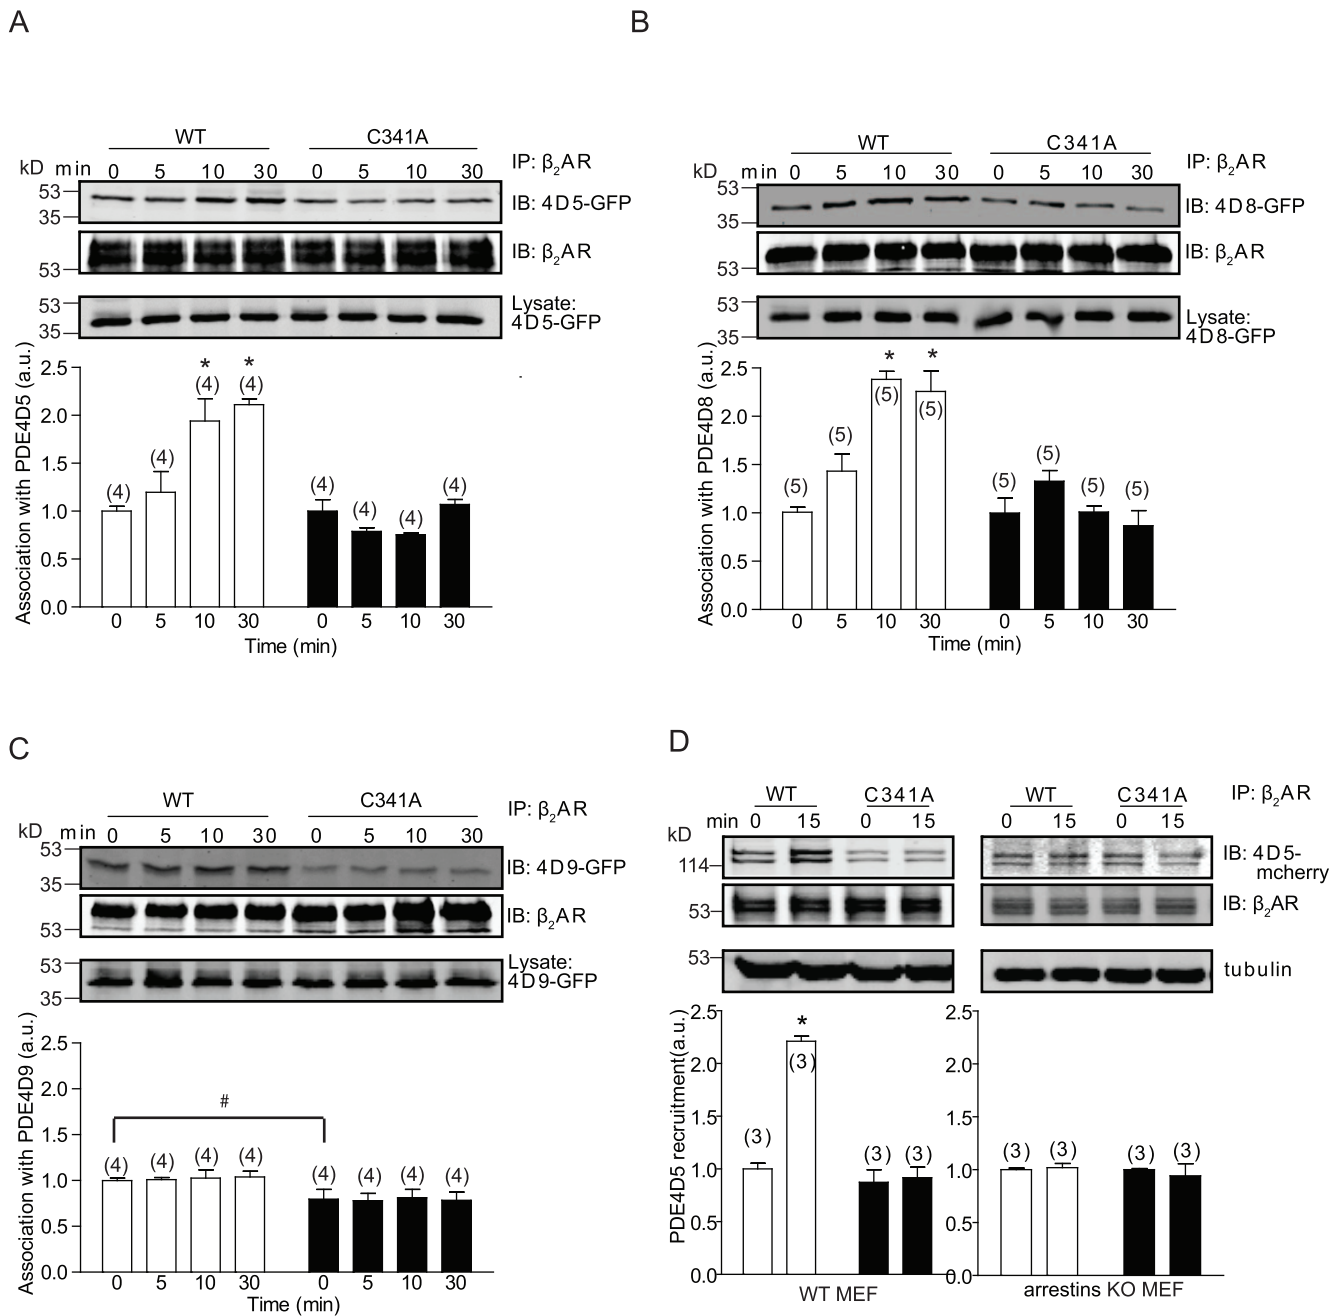 A
WT C341A
kD min 0 5 10 30 0 5 10 30 IP: β2AR
53
35
IB: 4D5-GFP
53
IB: β2AR
53
35
Lysate:
4D5-GFP
Association with PDE4D5 (a.u.)
2.5
2.0
1.5
1.0
0.5
0.0
(4) (4) * (4) * (4) (4) (4) (4) (4)
0 5 10 30 0 5 10 30
Time (min)
B
WT C341A
kD min 0 5 10 30 0 5 10 30 IP: β2AR
53
35
IB: 4D8-GFP
53
IB: β2AR
53
35
Lysate:
4D8-GFP
Association with PDE4D8 (a.u.)
2.5
2.0
1.5
1.0
0.5
0.0
(5) (5) * (5) * (5) (5) (5) (5) (5)
0 5 10 30 0 5 10 30
Time (min)
C
WT C341A
kD min 0 5 10 30 0 5 10 30 IP: β2AR
53
35
IB: 4D9-GFP
53
IB: β2AR
53
35
Lysate:
4D9-GFP
Association with PDE4D9 (a.u.)
2.5
2.0
1.5
1.0
0.5
0.0
#
(4) (4) (4) (4) (4) (4) (4) (4)
0 5 10 30 0 5 10 30
Time (min)
D
WT C341A WT C341A IP: β2AR
kD min 0 15 0 15 0 15 0 15
114
IB: 4D5-
mcherry
53
IB: β2AR
53
tubulin
PDE4D5 recruitment(a.u.)
2.5
2.0
1.5
1.0
0.5
0.0
(3) * (3) (3) (3)
WT MEF
2.5
2.0
1.5
1.0
0.5
0.0
(3) (3) (3) (3)
arrestins KO MEF